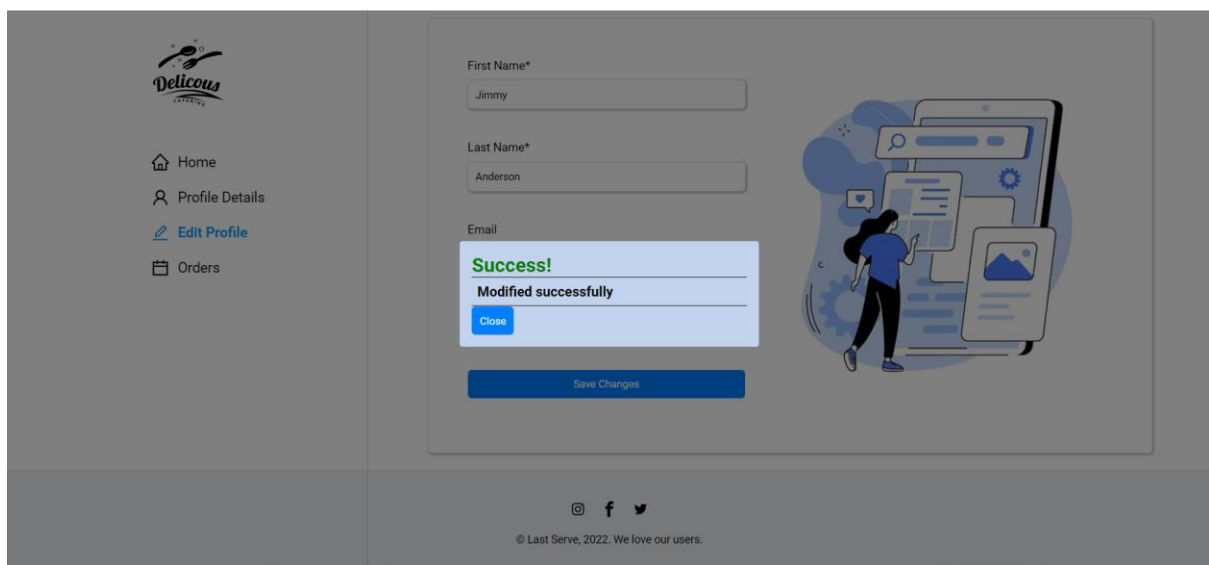 Delicous
CATERING
Home
Profile Details
Edit Profile
Orders
First Name*
Jimmy
Last Name*
Anderson
Email
Success!
Modified successfully
Close
Save Changes
© Last Serve, 2022. We love our users.